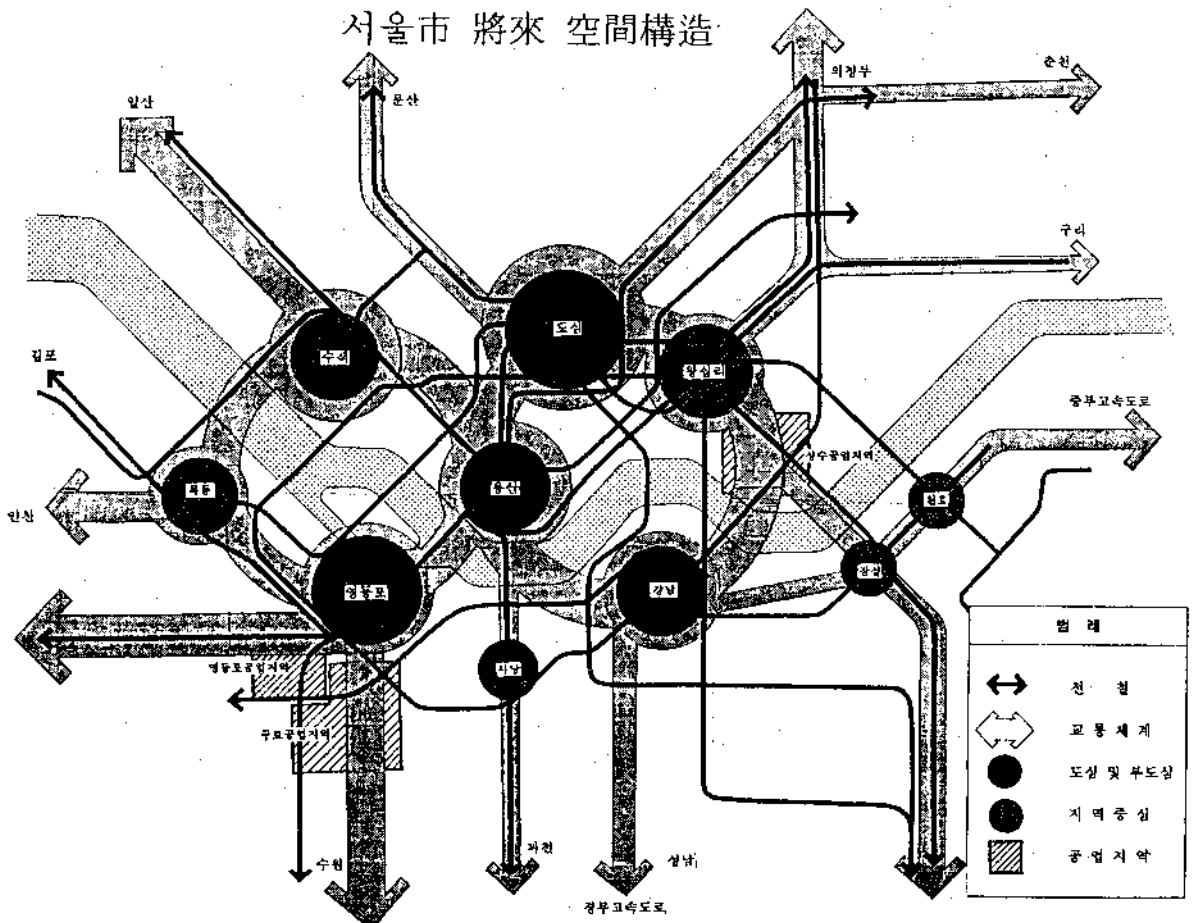 서울市 將來 空間構造
일산
문산
의정부
춘천
구리
도심
수색
왕십리
김포
중부고속도로
성수공업지역
목동
용산
천호
인천
잠실
영등포
강남
사당
영등포공업지역
구로공업지역
수원
과천
성남
경부고속도로
범 례
전 철
교통체계
도심 및 부도심
지역중심
공업지역